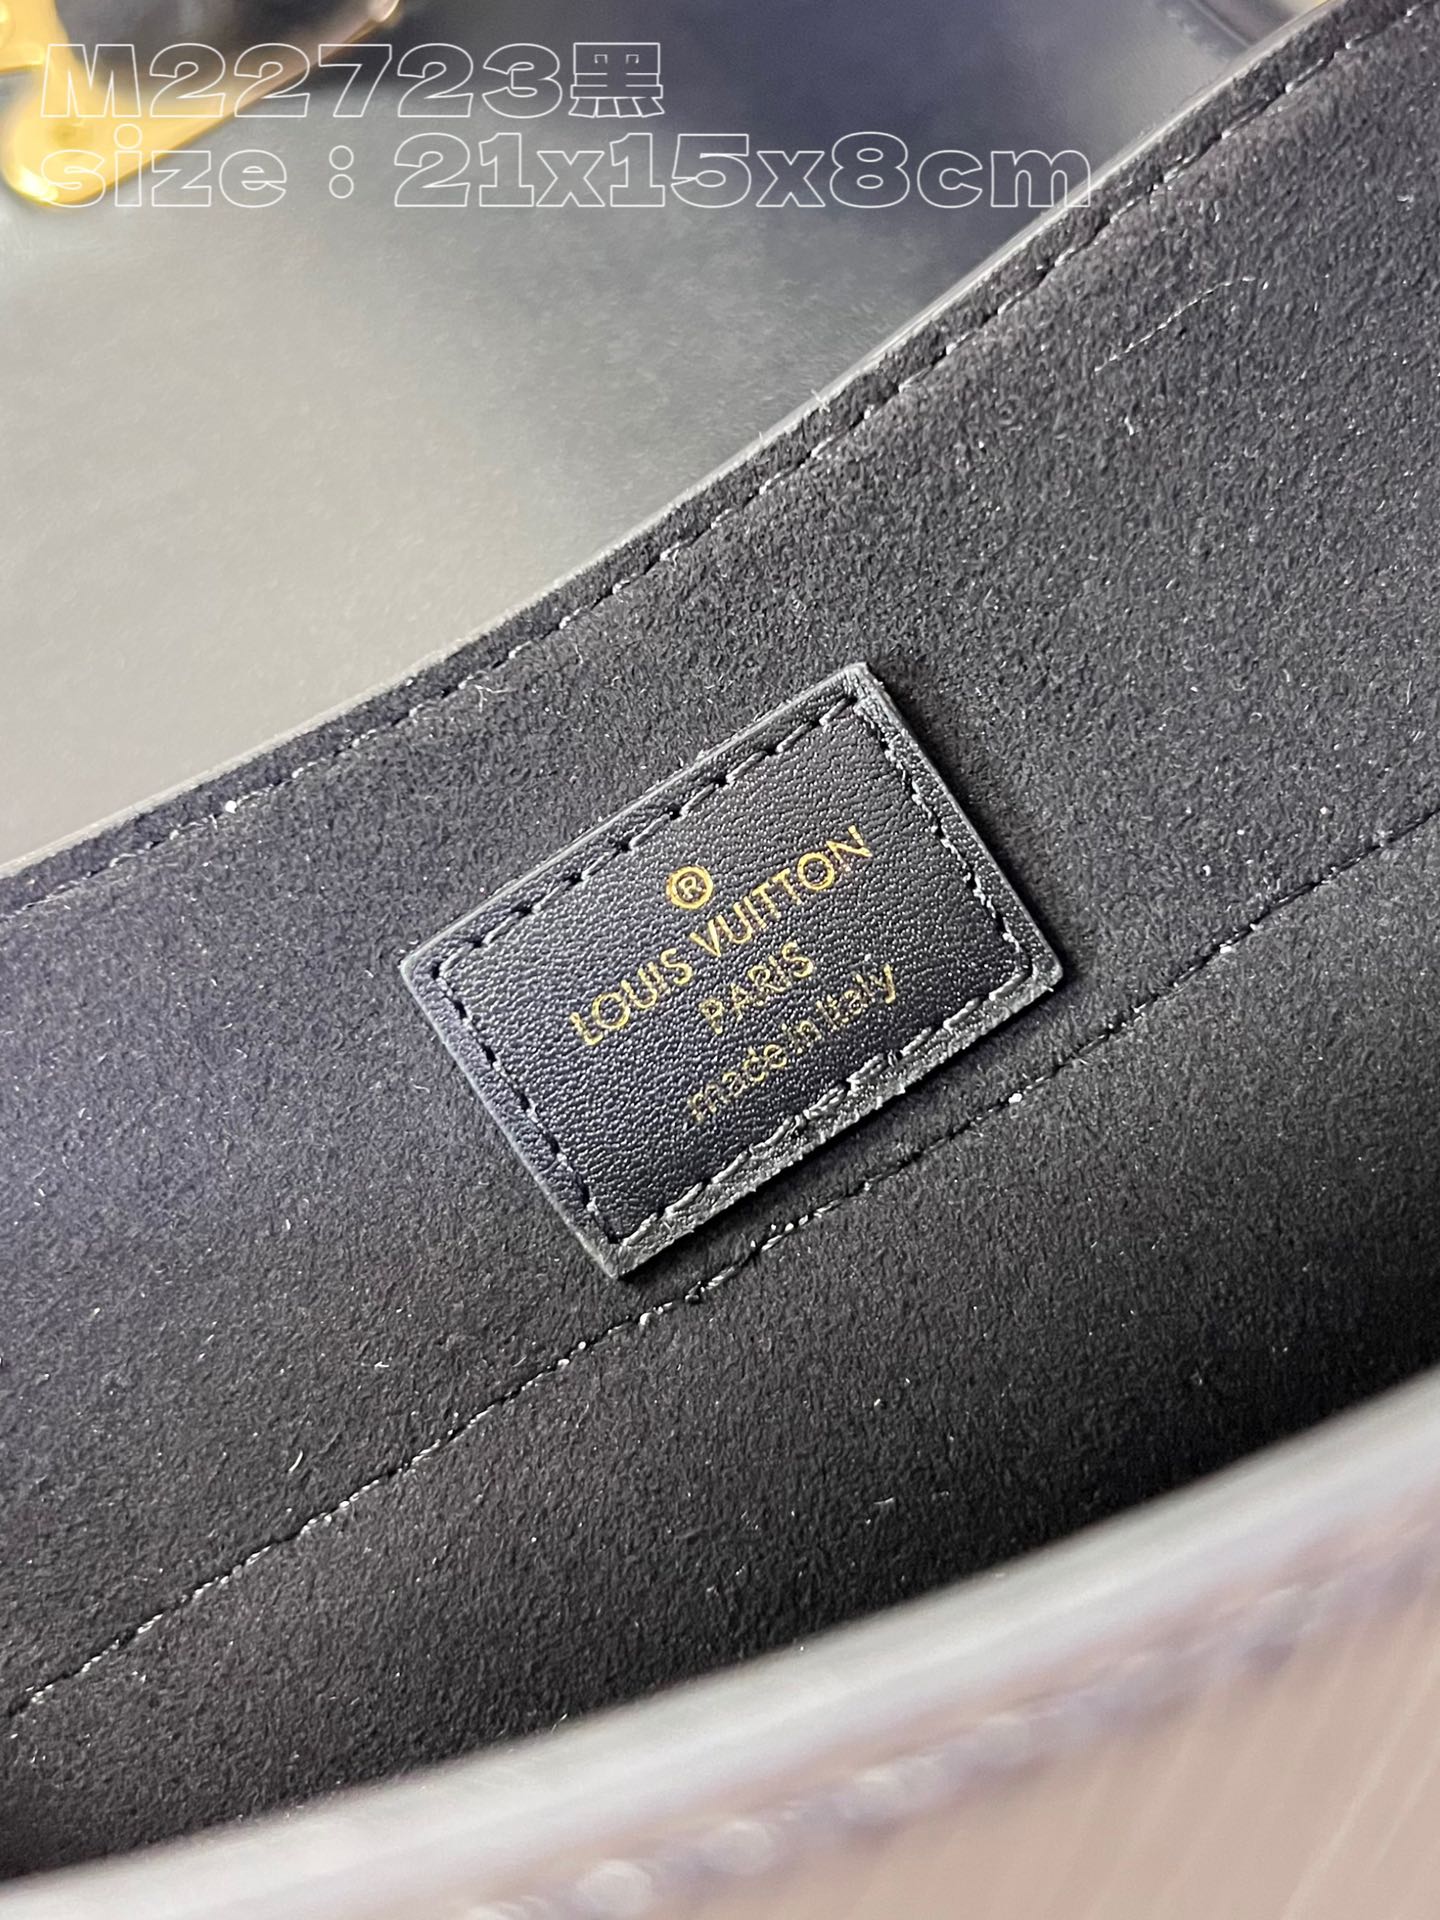 M22723黑
size：21x15x8cm
®
LOUIS VUITTON
PARIS
made in Italy